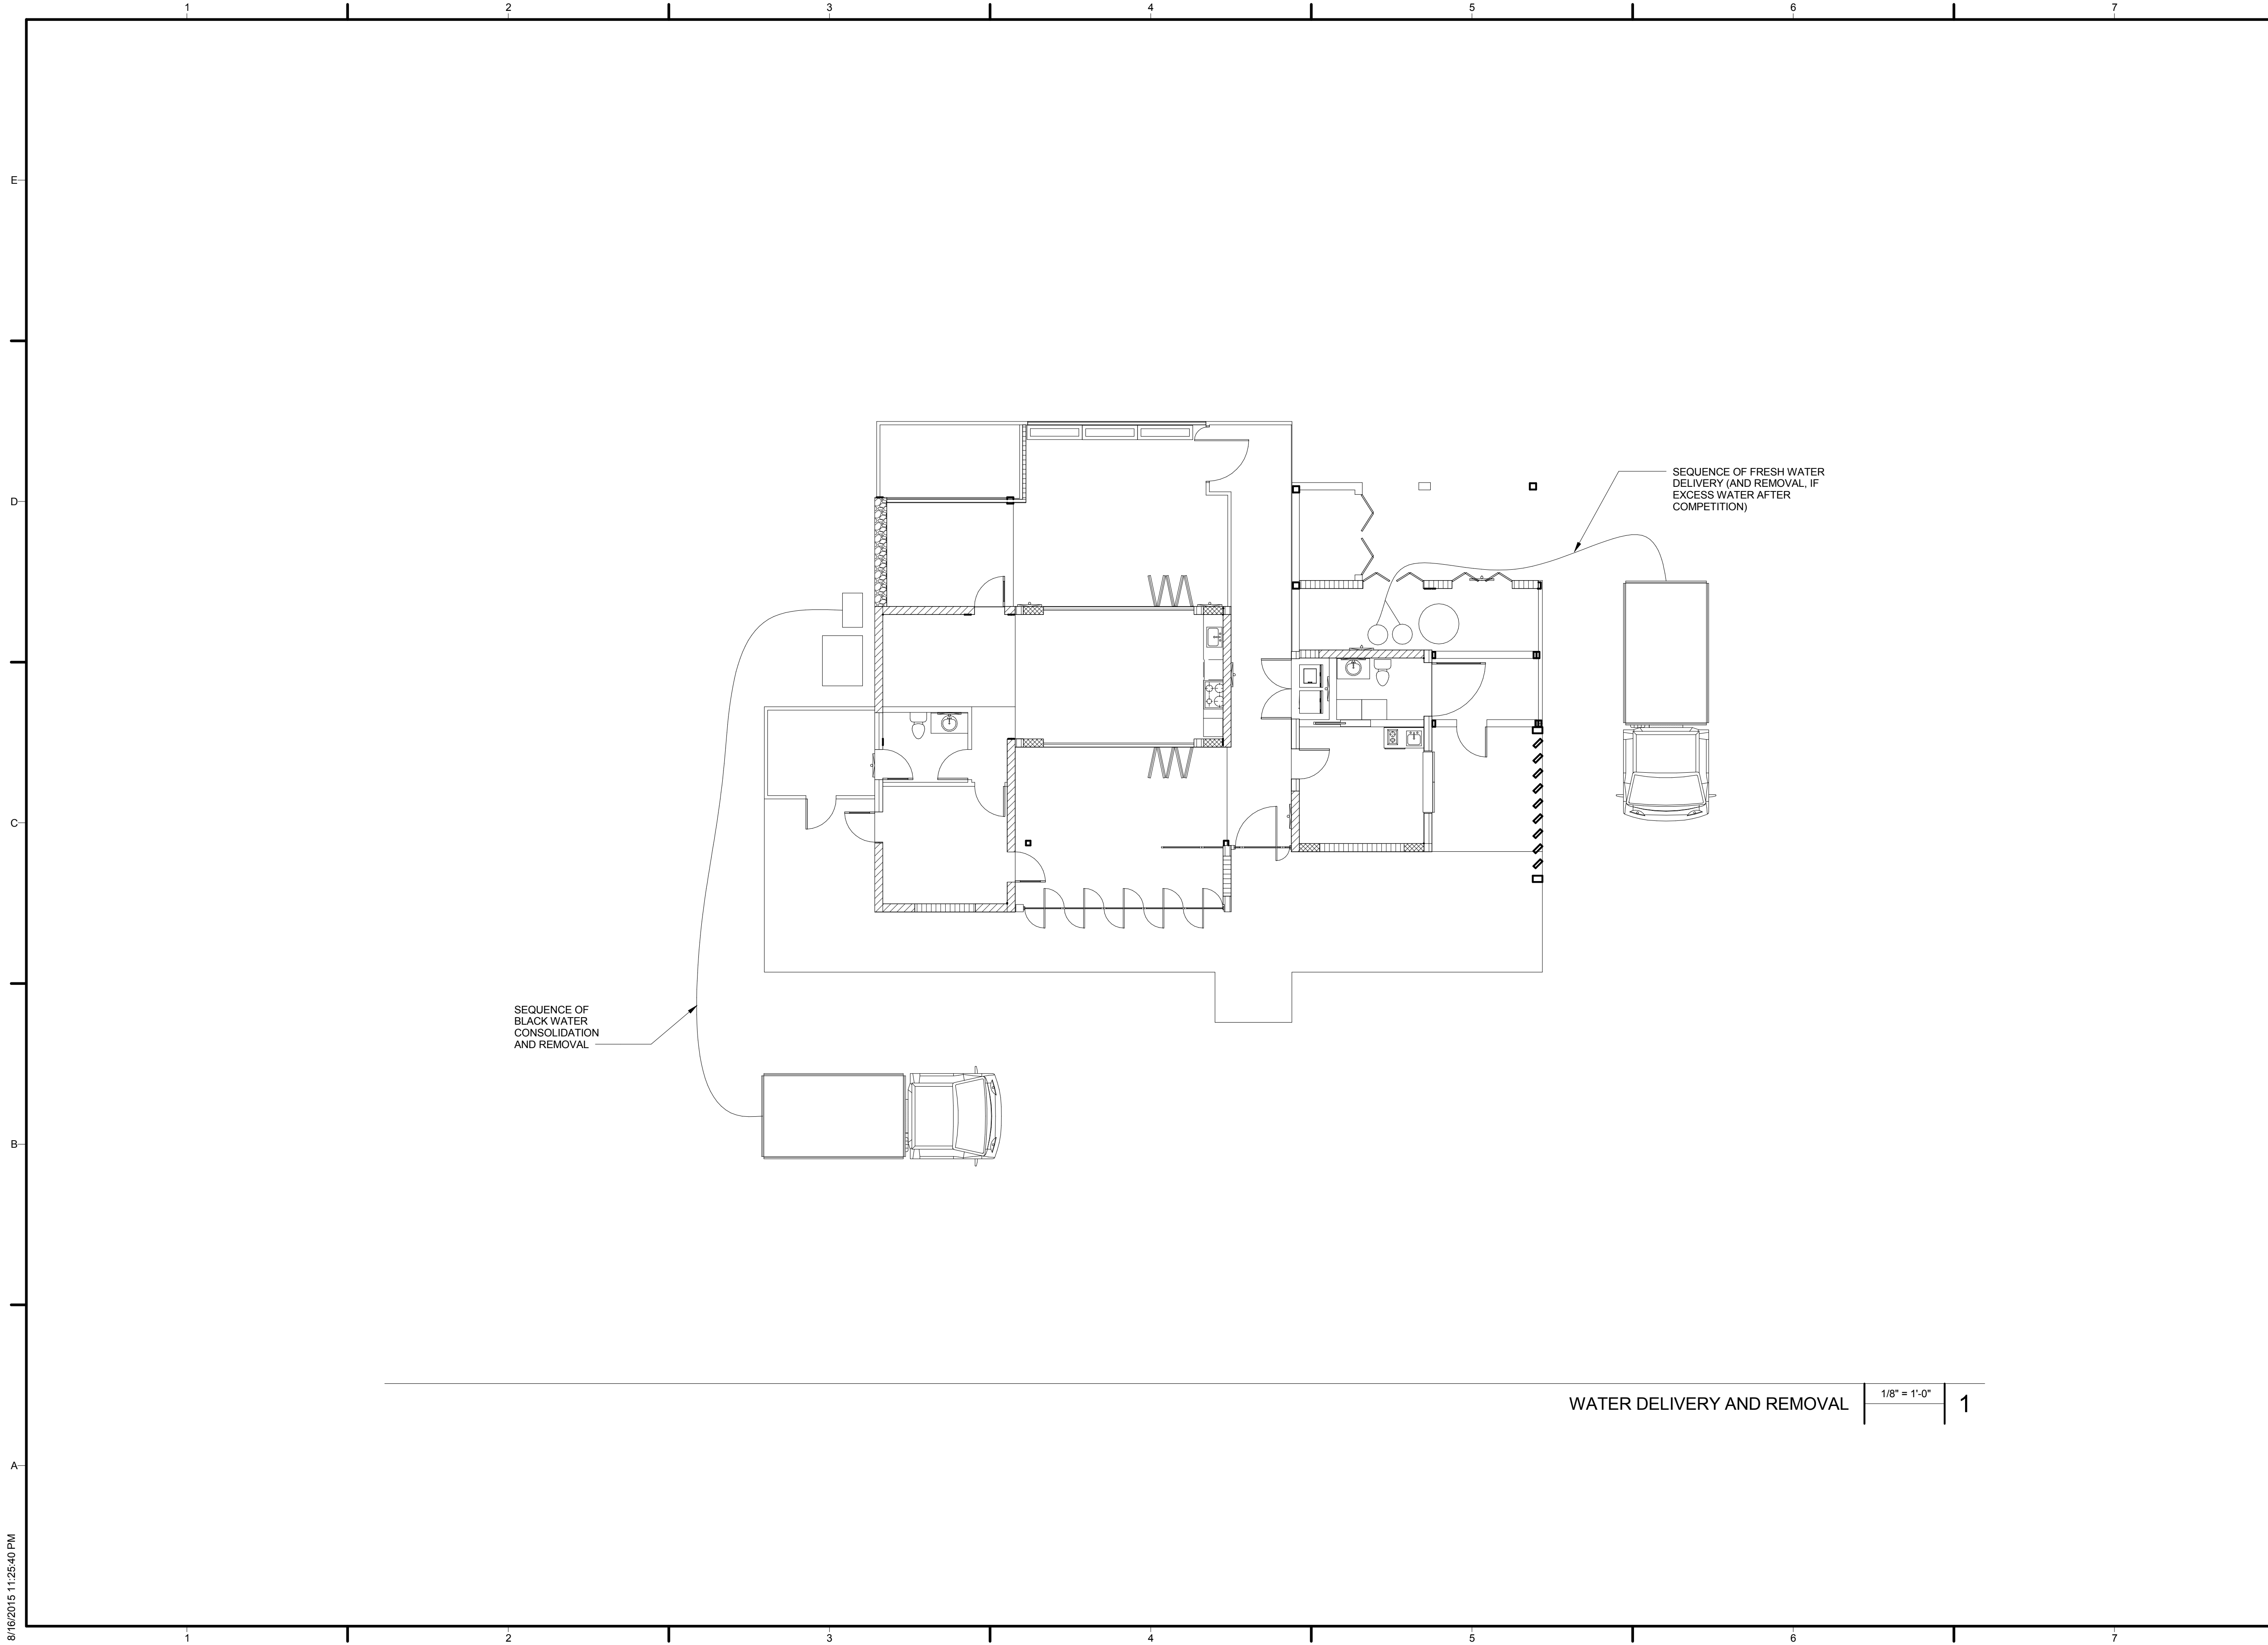 1 2 3 4 5 6 7
E
D
C
B
A
SEQUENCE OF FRESH WATER
DELIVERY (AND REMOVAL, IF
EXCESS WATER AFTER
COMPETITION)
SEQUENCE OF
BLACK WATER
CONSOLIDATION
AND REMOVAL
WATER DELIVERY AND REMOVAL
1/8" = 1'-0"
1
8/16/2015 11:25:40 PM
1 2 3 4 5 6 7